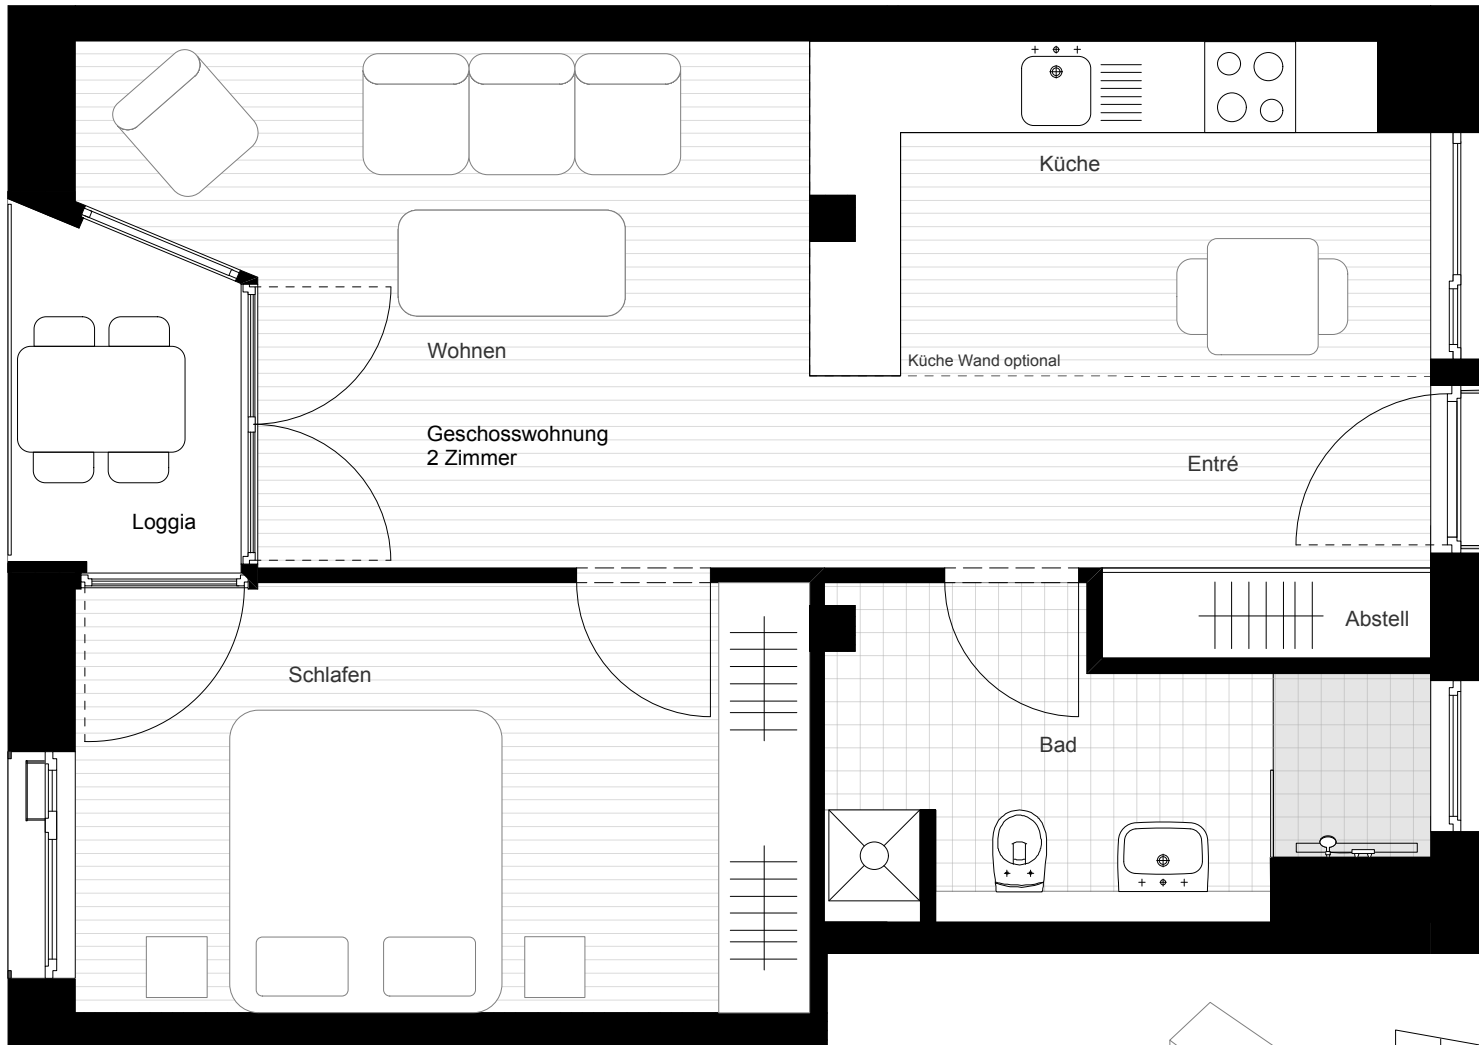 Küche
Wohnen
Küche Wand optional
Geschosswohnung
2 Zimmer
Entré
Loggia
Abstell
Schlafen
Bad